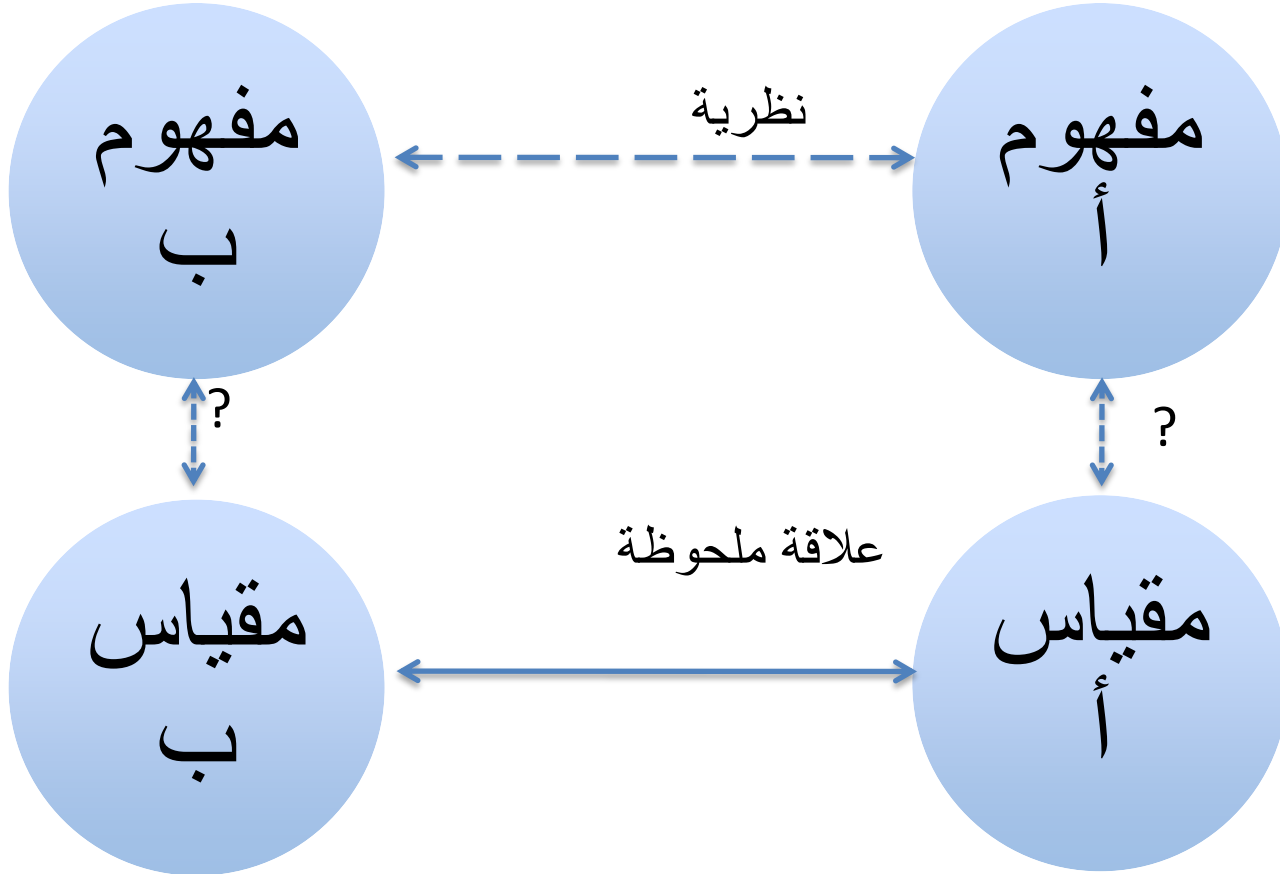 مفهوم
أ
نظرية
مفهوم
ب
?
?
مقياس
أ
علاقة ملحوظة
مقياس
ب